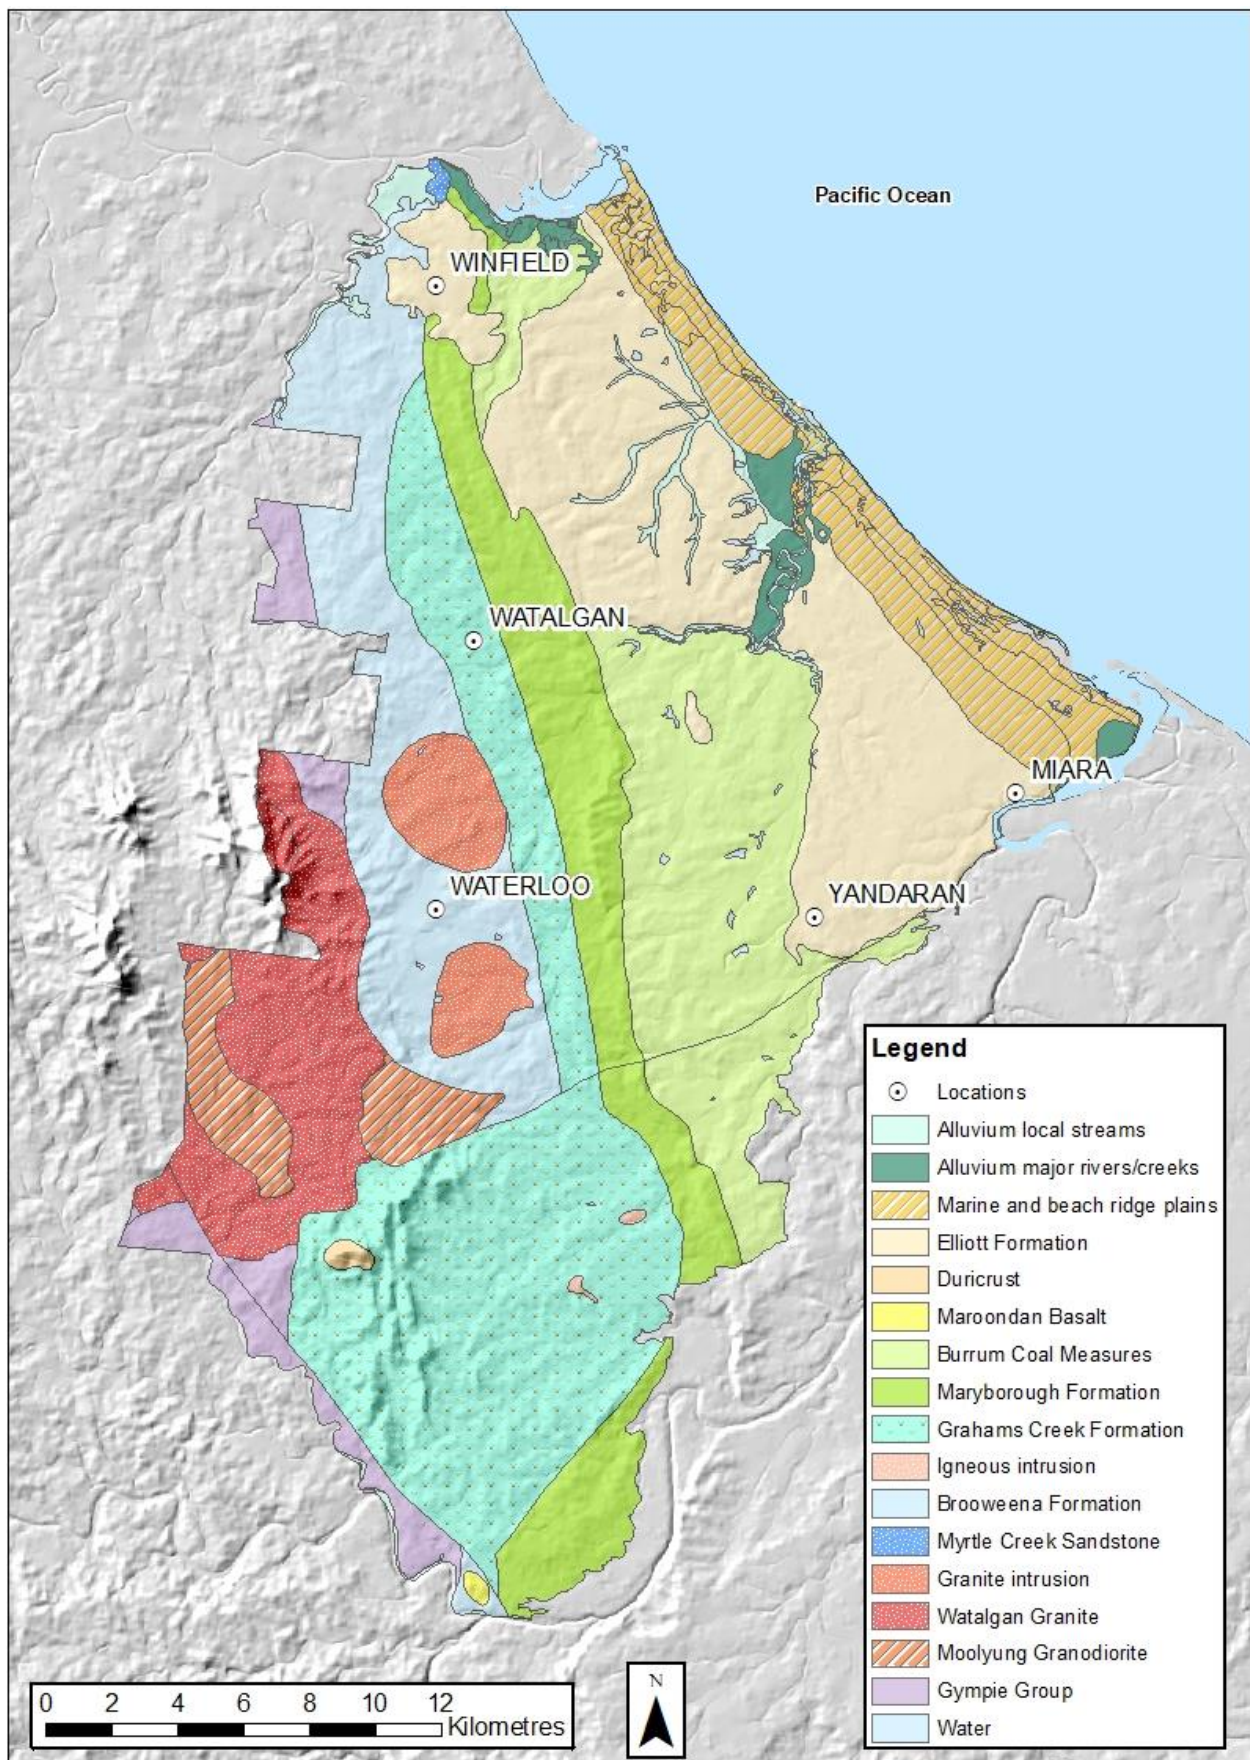 Pacific Ocean
WINFIELD
WATALGAN
MIARA
WATERLOO
YANDARAN
Legend
Locations
Alluvium local streams
Alluvium major rivers/creeks
Marine and beach ridge plains
Elliott Formation
Duricrust
Maroondan Basalt
Burrum Coal Measures
Maryborough Formation
Grahams Creek Formation
Igneous intrusion
Brooweena Formation
Myrtle Creek Sandstone
Granite intrusion
Watalgan Granite
Moolyung Granodiorite
Gympie Group
Water
0 2 4 6 8 10 12
Kilometres
N